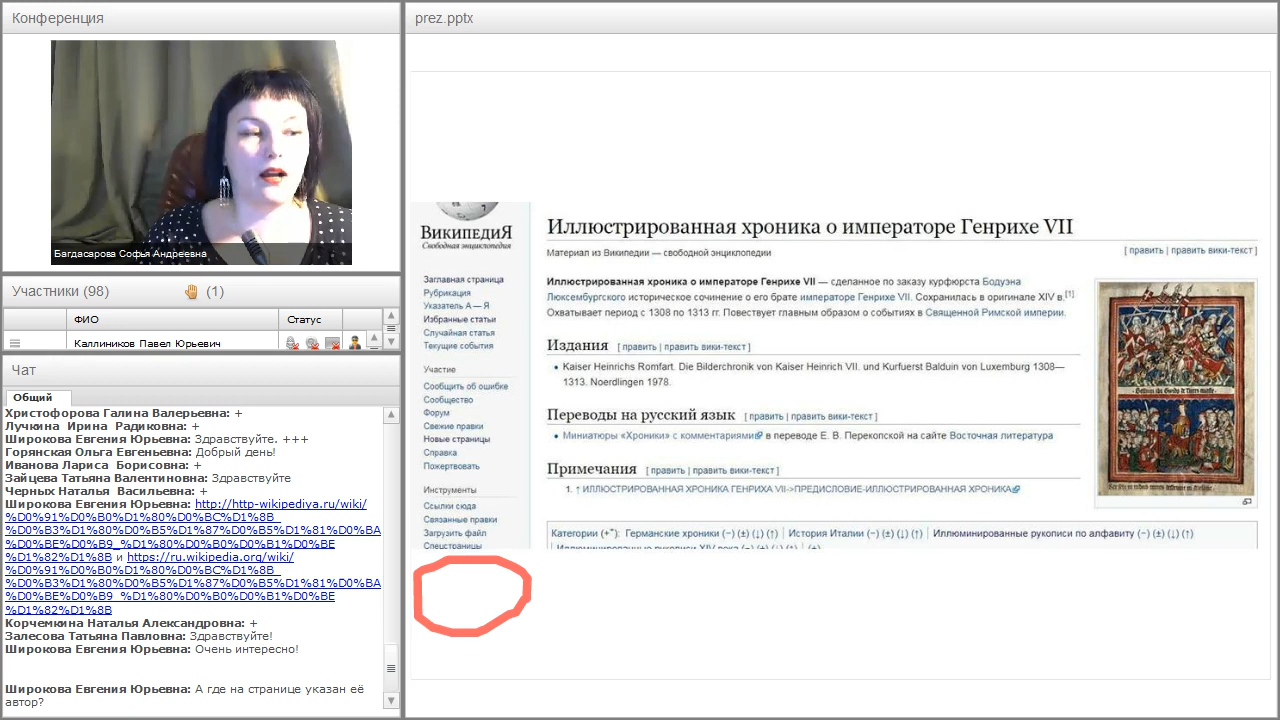 Конференция
Багдасарова Софья Андреевна
Участники (98)
(1)
ФИО
Статус
Каллиников Павел Юрьевич
Чат
Общий
Христофорова Галина Валерьевна: +
Лучкина Ирина Радиковна: +
Широкова Евгения Юрьевна: Здравствуйте. +++
Горянская Ольга Евгеньевна: Добрый день!
Иванова Лариса Борисовна: +
Зайцева Татьяна Валентиновна: Здравствуйте
Черных Наталья Васильевна: +
Широкова Евгения Юрьевна: http://http-wikipediya.ru/wiki/
%D0%91%D0%B0%D1%80%D0%BC%D1%8B_
%D0%B3%D1%80%D0%B5%D1%87%D0%B5%D1%81%D0%BA
%D0%BE%D0%B9_%D1%80%D0%B0%D0%B1%D0%BE
%D1%82%D1%8B и https://ru.wikipedia.org/wiki/
%D0%91%D0%B0%D1%80%D0%BC%D1%8B_
%D0%B3%D1%80%D0%B5%D1%87%D0%B5%D1%81%D0%BA
%D0%BE%D0%B9_%D1%80%D0%B0%D0%B1%D0%BE
%D1%82%D1%8B
Корчемкина Наталья Александровна: +
Залесова Татьяна Павловна: Здравствуйте!
Широкова Евгения Юрьевна: Очень интересно!
Широкова Евгения Юрьевна: А где на странице указан её
автор?
prez.pptx
ВикипедиЯ
Свободная энциклопедия
Заглавная страница
Рубрикация
Указатель А — Я
Избранные статьи
Случайная статья
Текущие события
Участие
Сообщить об ошибке
Сообщество
Форум
Свежие правки
Новые страницы
Справка
Пожертвовать
Инструменты
Ссылки сюда
Связанные правки
Загрузить файл
Спецстраницы
Иллюстрированная хроника о императоре Генрихе VII
Материал из Википедии — свободной энциклопедии
[ править | править вики-текст ]
Иллюстрированная хроника о императоре Генрихе VII — сделанное по заказу курфюрста Бодуэна
Люксембургского историческое сочинение о его брате императоре Генрихе VII. Сохранилась в оригинале XIV в.[1]
Охватывает период с 1308 по 1313 гг. Повествует главным образом о событиях в Священной Римской империи.
Издания [ править | править вики-текст ]
• Kaiser Heinrichs Romfart. Die Bilderchronik von Kaiser Heinrich VII. und Kurfuerst Balduin von Luxemburg 1308—
1313. Noerdlingen 1978.
Переводы на русский язык [ править | править вики-текст ]
• Миниатюры «Хроники» с комментариями в переводе Е. В. Перекопской на сайте Восточная литература
Примечания [ править | править вики-текст ]
1. ↑ ИЛЛЮСТРИРОВАННАЯ ХРОНИКА ГЕНРИХА VII->ПРЕДИСЛОВИЕ-ИЛЛЮСТРИРОВАННАЯ ХРОНИКА
Категории (+ˆ): Германские хроники (−) (±) (↓) (↑) | История Италии (−) (±) (↓) (↑) | Иллюминированные рукописи по алфавиту (−) (±) (↓) (↑)
Иллюминированные рукописи XIV века (−) (±) (↓) (↑) | (+)